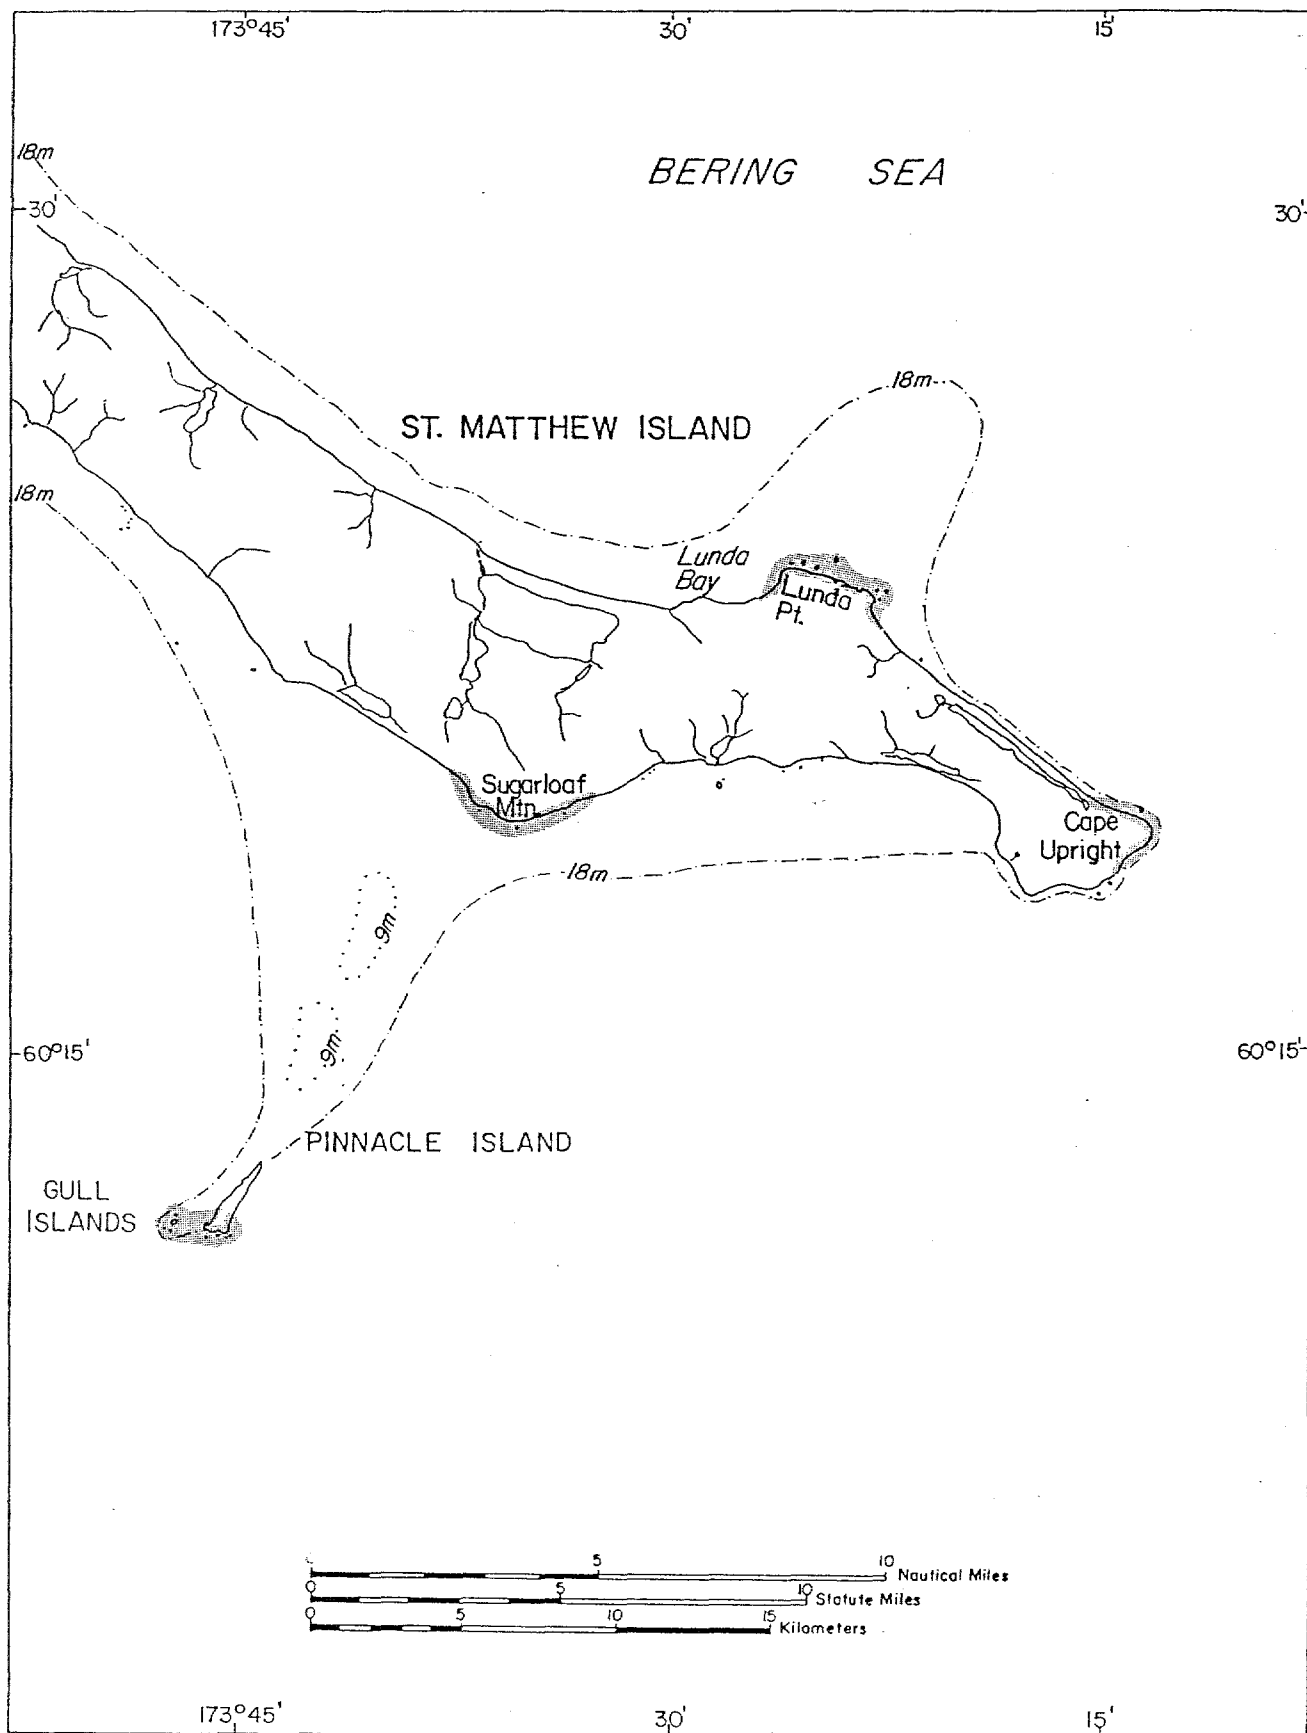 173°45' 30' 15'
18m
BERING SEA
30' 30'
18m
ST. MATTHEW ISLAND
18m
Lunda
Bay
Lunda
Pt.
Sugarloaf
Mtn.
Cape
Upright
18m
9m
9m
60°15' 60°15'
PINNACLE ISLAND
GULL
ISLANDS
5 10
Nautical Miles
0 5 10
Statute Miles
0 5 10 15
Kilometers
173°45' 30' 15'